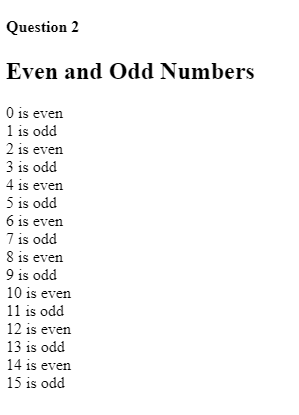 Question 2
Even and Odd Numbers
0 is even
1 is odd
2 is even
3 is odd
4 is even
5 is odd
6 is even
7 is odd
8 is even
9 is odd
10 is even
11 is odd
12 is even
13 is odd
14 is even
15 is odd